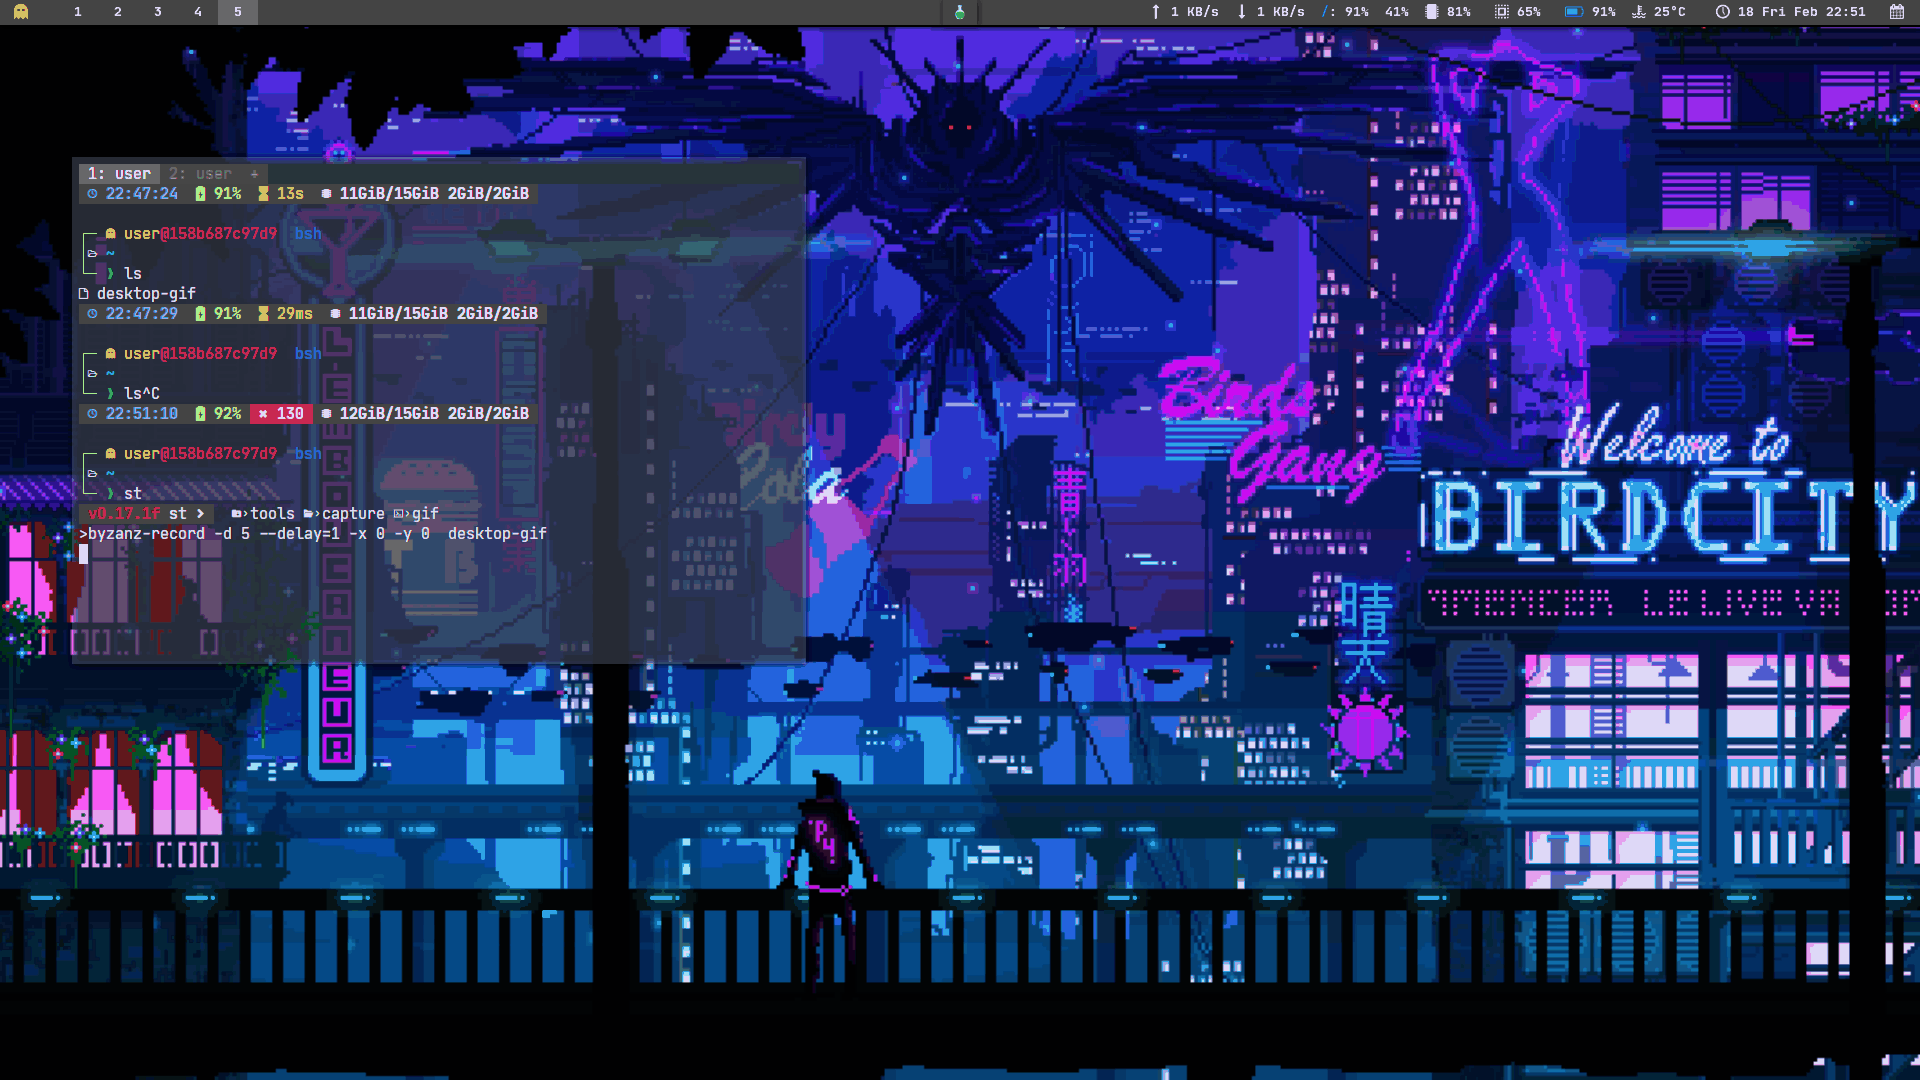 1 2 3 4 5
1 KB/s 1 KB/s /: 91% 41% 81% 65% 91% 25°C 18 Fri Feb 22:51
1: user 2: user +
22:47:24 91% 13s 11GiB/15GiB 2GiB/2GiB
user@158b687c97d9 bsh
~
❯ ls
desktop-gif
22:47:29 91% 29ms 11GiB/15GiB 2GiB/2GiB
user@158b687c97d9 bsh
~
❯ ls^C
22:51:10 92% ✖ 130 12GiB/15GiB 2GiB/2GiB
user@158b687c97d9 bsh
~
❯ st
v0.17.1f st > tools › capture › gif
>byzanz-record -d 5 --delay=1 -x 0 -y 0 desktop-gif
Birds
Gang
Welcome to
BIRDCITY
晴天